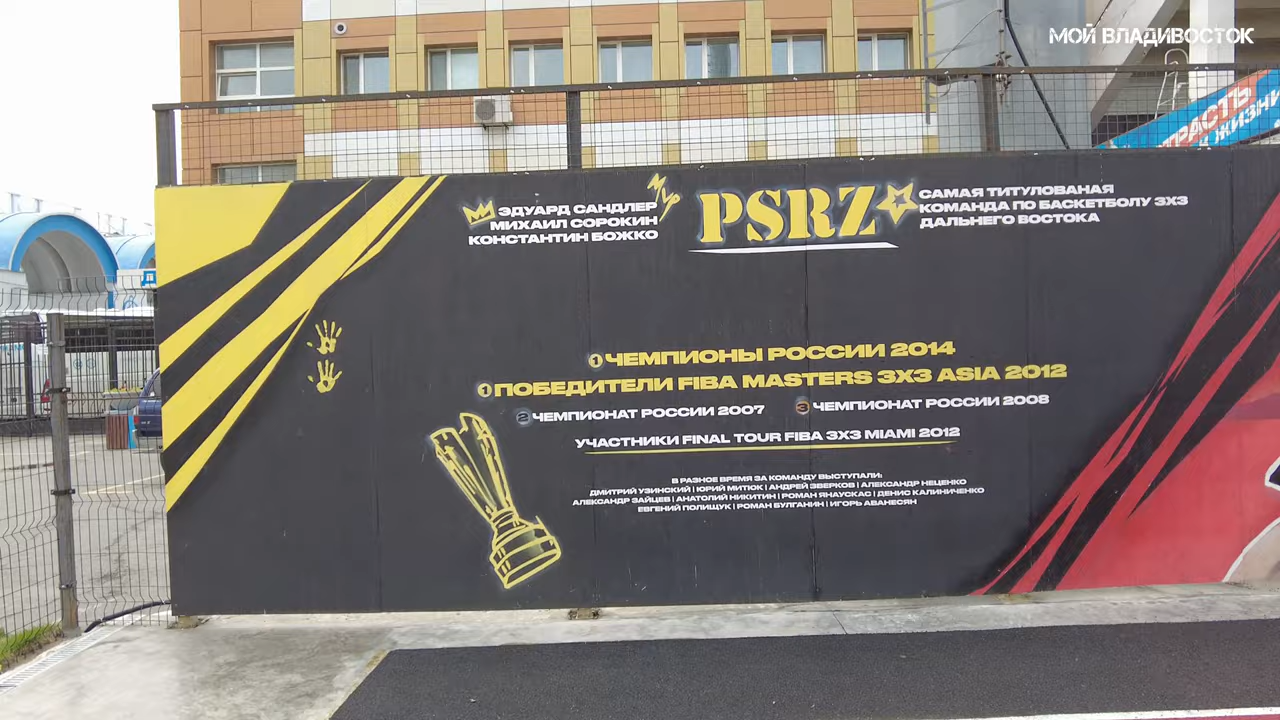 МОЙ ВЛАДИВОСТОК
СТРАСТЬ
К ЖИЗНИ
ЭДУАРД САНДЛЕР
МИХАИЛ СОРОКИН
КОНСТАНТИН БОЖКО
PSRZ
САМАЯ ТИТУЛОВАНАЯ
КОМАНДА ПО БАСКЕТБОЛУ 3Х3
ДАЛЬНЕГО ВОСТОКА
1 ЧЕМПИОНЫ РОССИИ 2014
1 ПОБЕДИТЕЛИ FIBA MASTERS 3X3 ASIA 2012
2 ЧЕМПИОНАТ РОССИИ 2007
3 ЧЕМПИОНАТ РОССИИ 2008
УЧАСТНИКИ FINAL TOUR FIBA 3X3 MIAMI 2012
В РАЗНОЕ ВРЕМЯ ЗА КОМАНДУ ВЫСТУПАЛИ:
ДМИТРИЙ УЗИНСКИЙ | ЮРИЙ МИТЮК | АНДРЕЙ ЗВЕРКОВ | АЛЕКСАНДР НЕЦЕНКО
АЛЕКСАНДР ЗАЙЦЕВ | АНАТОЛИЙ НИКИТИН | РОМАН ЯНАУСКАС | ДЕНИС КАЛИНИЧЕНКО
ЕВГЕНИЙ ПОЛИЩУК | РОМАН БУЛГАНИН | ИГОРЬ АВАНЕСЯН